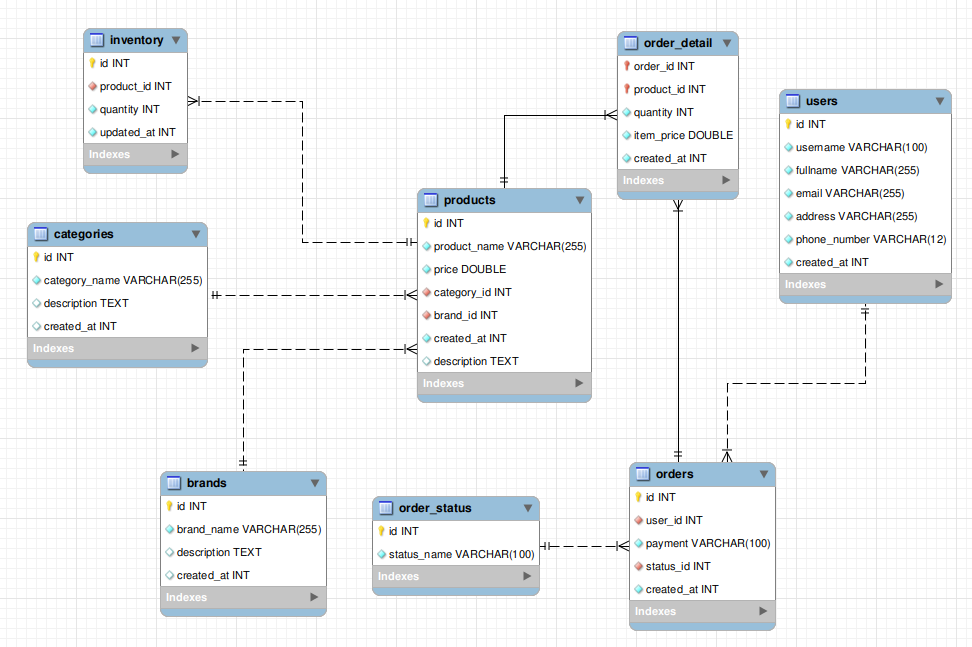 inventory
id INT
product_id INT
quantity INT
updated_at INT
Indexes
order_detail
order_id INT
product_id INT
quantity INT
item_price DOUBLE
created_at INT
Indexes
users
id INT
username VARCHAR(100)
fullname VARCHAR(255)
email VARCHAR(255)
address VARCHAR(255)
phone_number VARCHAR(12)
created_at INT
Indexes
categories
id INT
category_name VARCHAR(255)
description TEXT
created_at INT
Indexes
products
id INT
product_name VARCHAR(255)
price DOUBLE
category_id INT
brand_id INT
created_at INT
description TEXT
Indexes
brands
id INT
brand_name VARCHAR(255)
description TEXT
created_at INT
Indexes
order_status
id INT
status_name VARCHAR(100)
Indexes
orders
id INT
user_id INT
payment VARCHAR(100)
status_id INT
created_at INT
Indexes